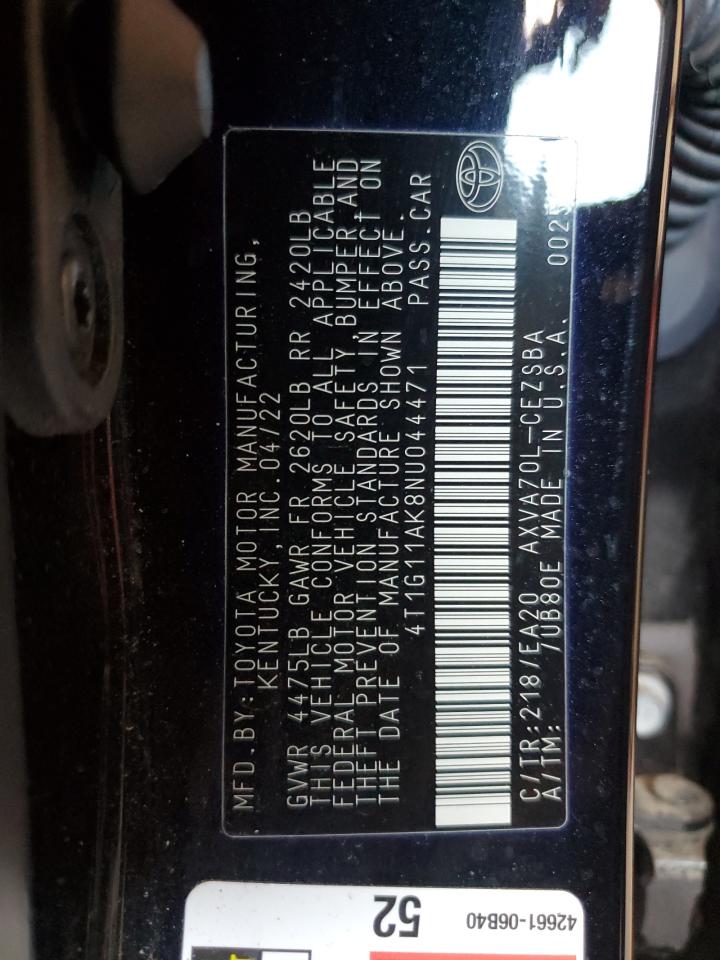 MFD.BY:TOYOTA MOTOR MANUFACTURING,
KENTUCKY,INC.04/22
GVWR 4475LB GAWR FR 2620LB RR 2420LB
THIS VEHICLE CONFORMS TO ALL APPLICABLE
FEDERAL MOTOR VEHICLE SAFETY,BUMPER,AND
THEFT PREVENTION STANDARDS IN EFFECT ON
THE DATE OF MANUFACTURE SHOWN ABOVE.
4T1G11AK8NU044471 PASS.CAR
C/TR:218/EA20 AXVA70L-CEZSBA
A/TM: /UB80E MADE IN U.S.A.
52
42661-06B40